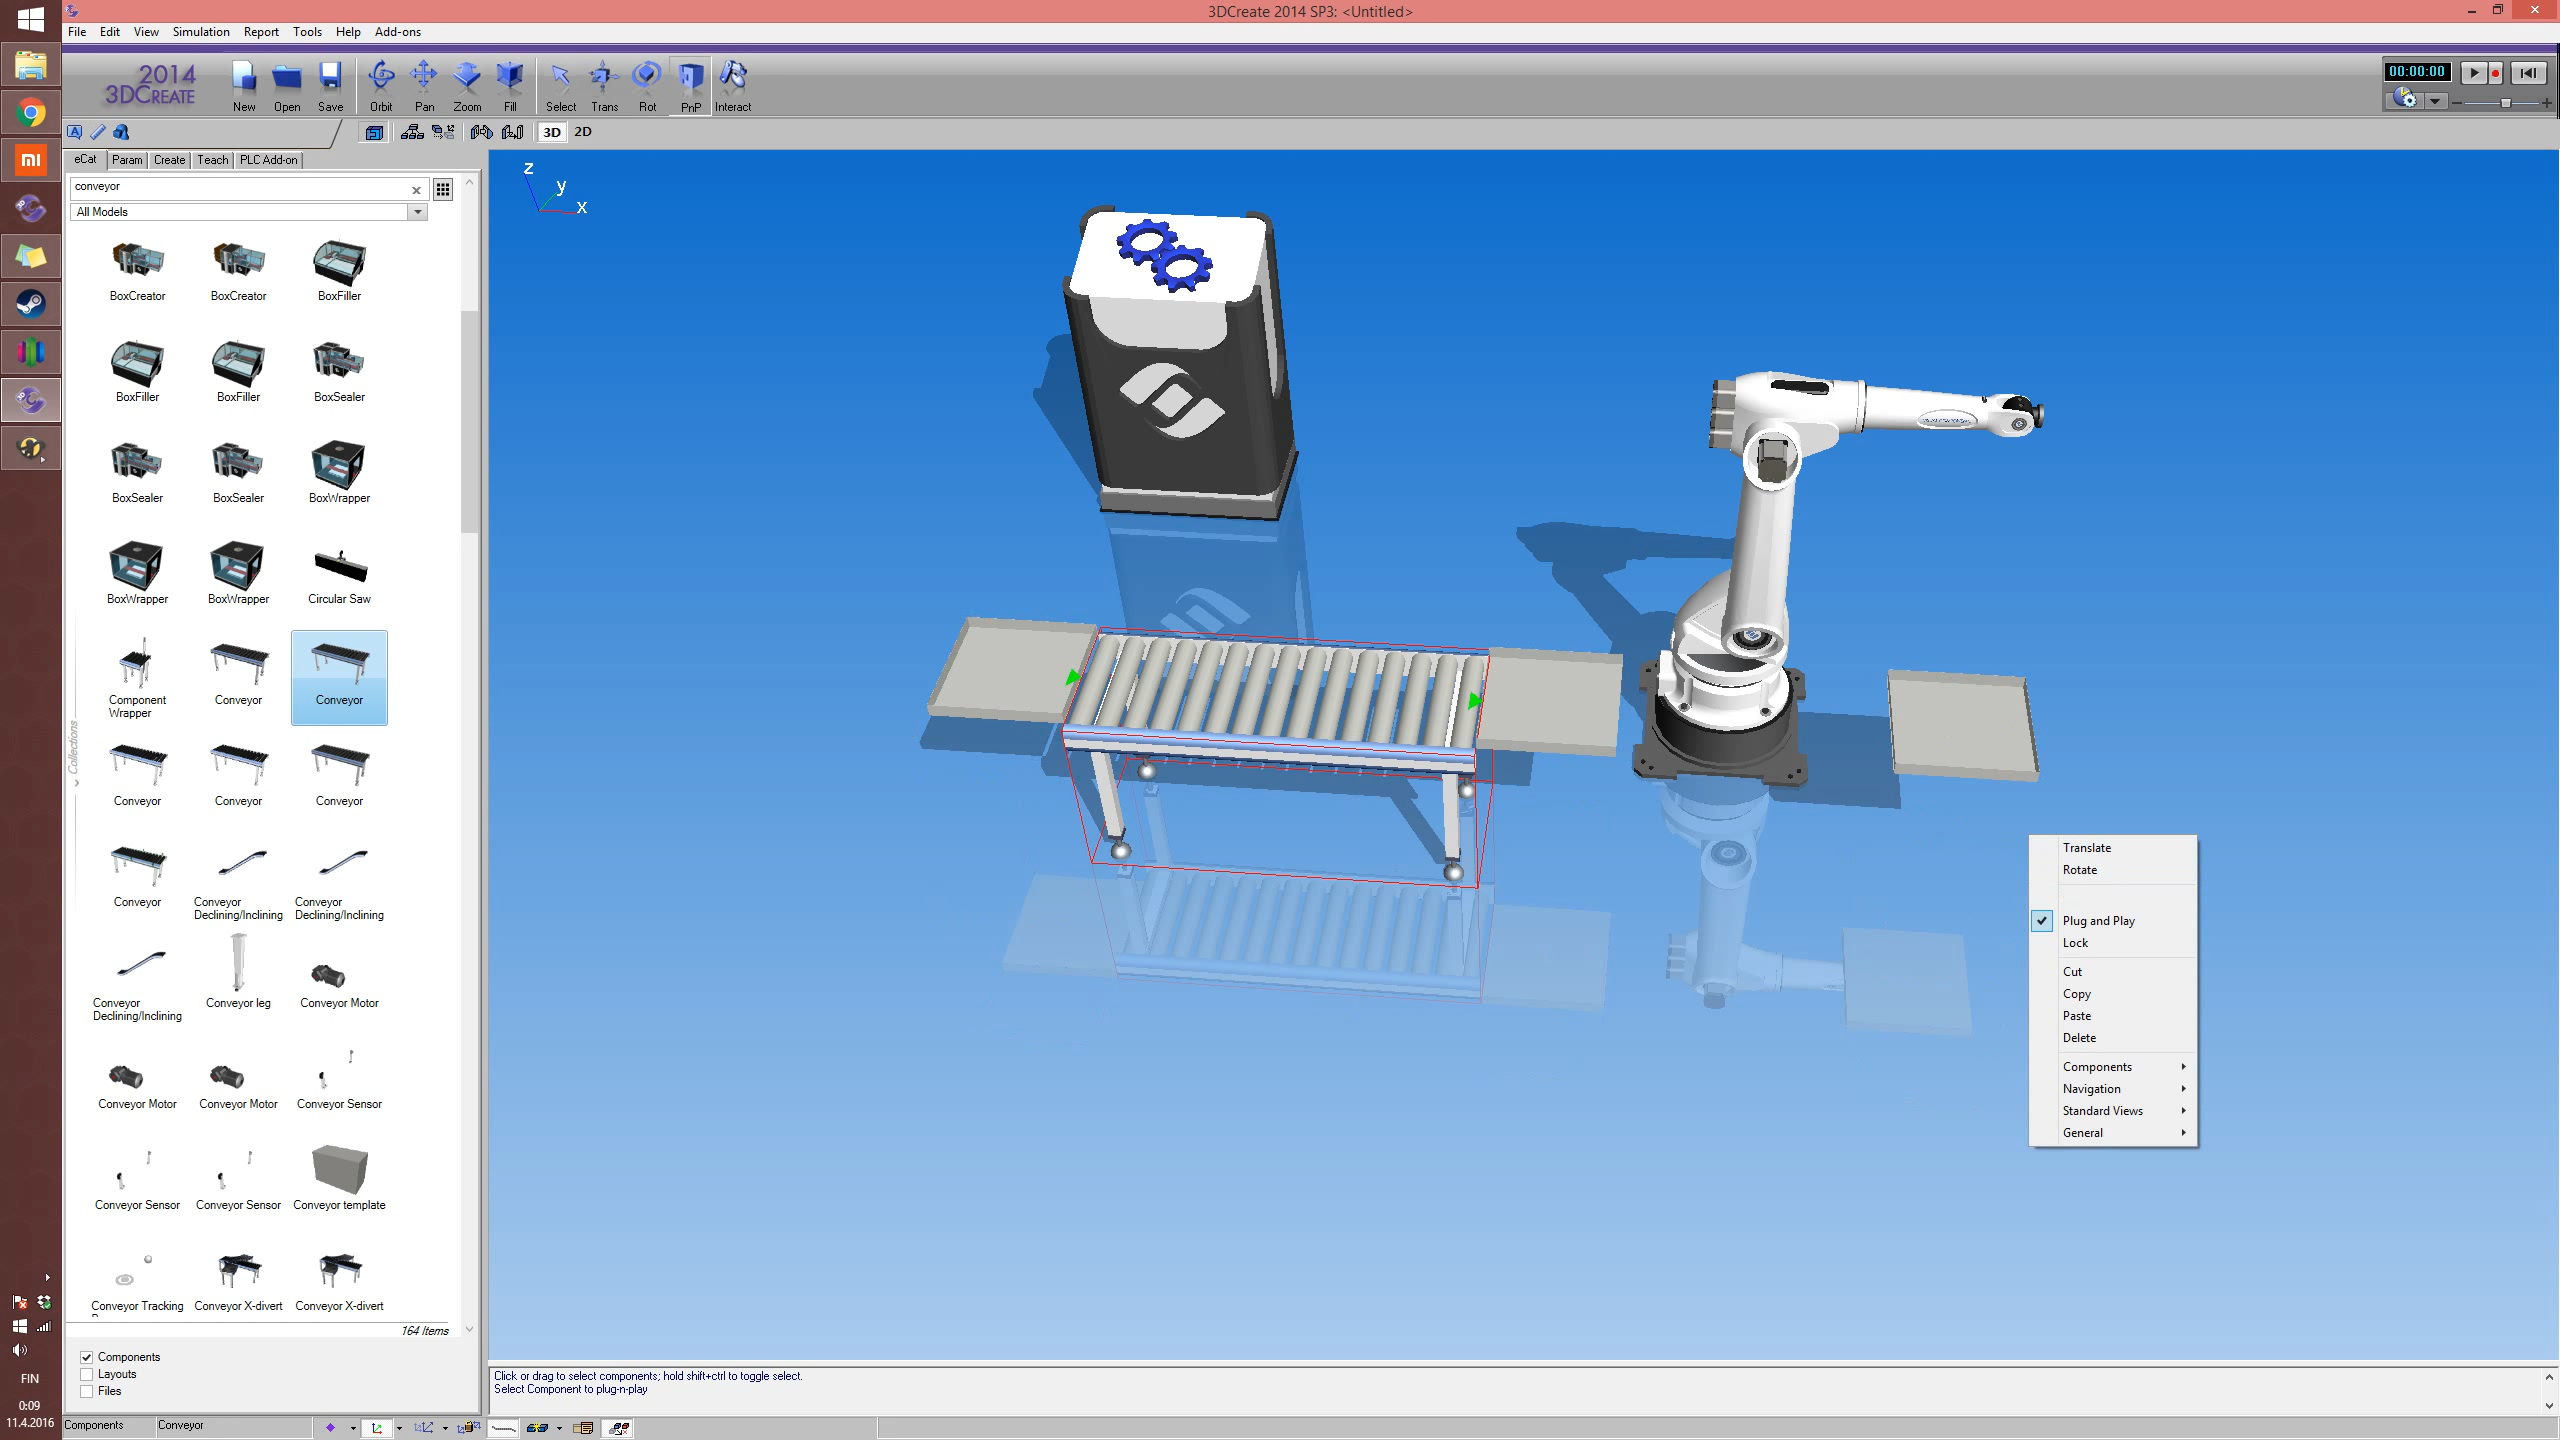 3DCreate 2014 SP3: <Untitled>
File Edit View Simulation Report Tools Help Add-ons
2014
3DCREATE
New Open Save Orbit Pan Zoom Fill Select Trans Rot PnP Interact
00:00:00
3D 2D
eCat Param Create Teach PLC Add-on
conveyor
All Models
z
y
x
BoxCreator BoxCreator BoxFiller
BoxFiller BoxFiller BoxSealer
BoxSealer BoxSealer BoxWrapper
BoxWrapper BoxWrapper Circular Saw
Component Conveyor Conveyor
Wrapper
Collections
Conveyor Conveyor Conveyor
Conveyor Conveyor Conveyor
Declining/Inclining Declining/Inclining
Conveyor Conveyor leg Conveyor Motor
Declining/Inclining
Conveyor Motor Conveyor Motor Conveyor Sensor
Conveyor Sensor Conveyor Sensor Conveyor template
Conveyor Tracking Conveyor X-divert Conveyor X-divert
164 Items
Components
Layouts
Files
Translate
Rotate
Plug and Play
Lock
Cut
Copy
Paste
Delete
Components
Navigation
Standard Views
General
Click or drag to select components; hold shift+ctrl to toggle select.
Select Component to plug-n-play
Components Conveyor
FIN
0:09
11.4.2016